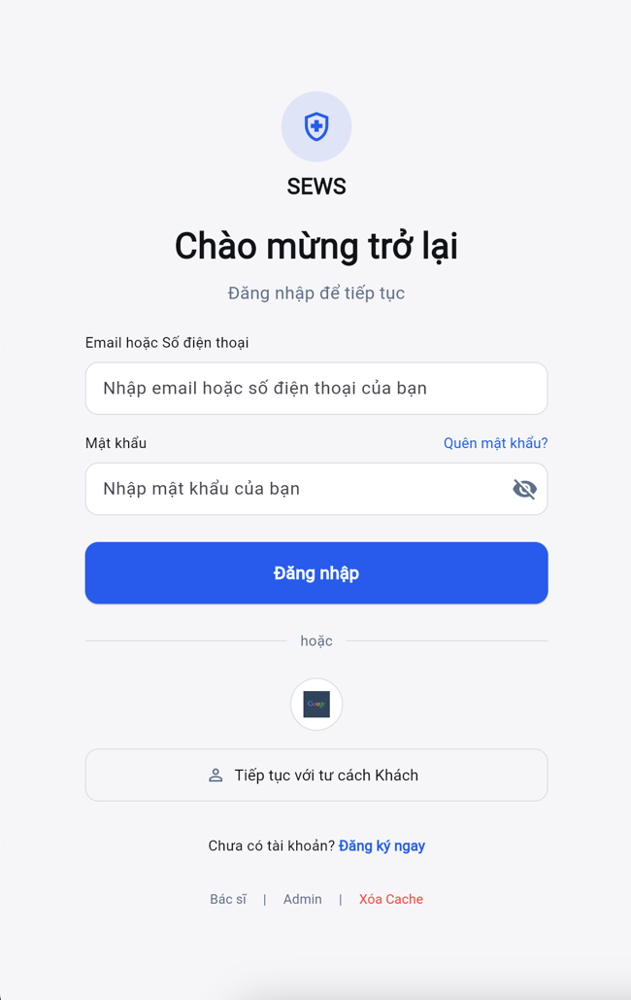 SEWS
Chào mừng trở lại
Đăng nhập để tiếp tục
Email hoặc Số điện thoại
Nhập email hoặc số điện thoại của bạn
Mật khẩu Quên mật khẩu?
Nhập mật khẩu của bạn
Đăng nhập
hoặc
Google
Tiếp tục với tư cách Khách
Chưa có tài khoản? Đăng ký ngay
Bác sĩ | Admin | Xóa Cache